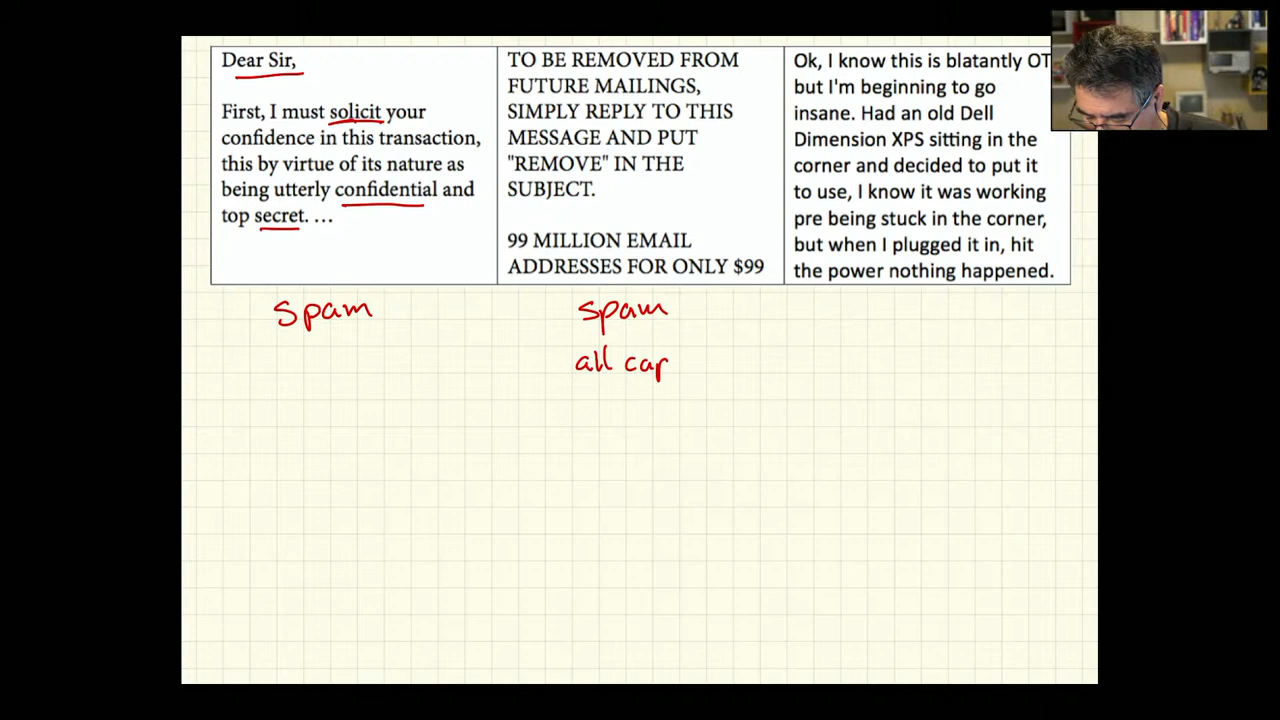 Dear Sir,
First, I must solicit your
confidence in this transaction,
this by virtue of its nature as
being utterly confidential and
top secret. …
TO BE REMOVED FROM
FUTURE MAILINGS,
SIMPLY REPLY TO THIS
MESSAGE AND PUT
"REMOVE" IN THE
SUBJECT.
99 MILLION EMAIL
ADDRESSES FOR ONLY $99
Ok, I know this is blatantly OT
but I'm beginning to go
insane. Had an old Dell
Dimension XPS sitting in the
corner and decided to put it
to use, I know it was working
pre being stuck in the corner,
but when I plugged it in, hit
the power nothing happened.
spam
spam
all cap